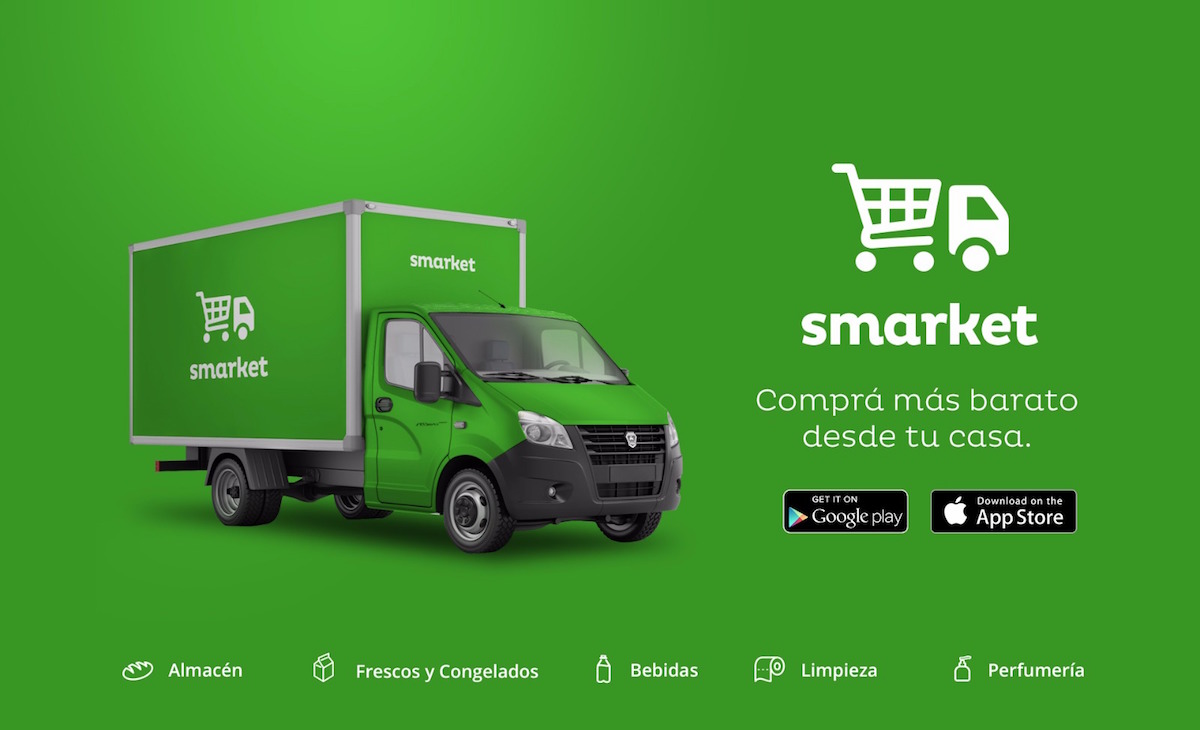 smarket
smarket
smarket
Comprá más barato
desde tu casa.
GET IT ON
Google play
Download on the
App Store
Almacén
Frescos y Congelados
Bebidas
Limpieza
Perfumería